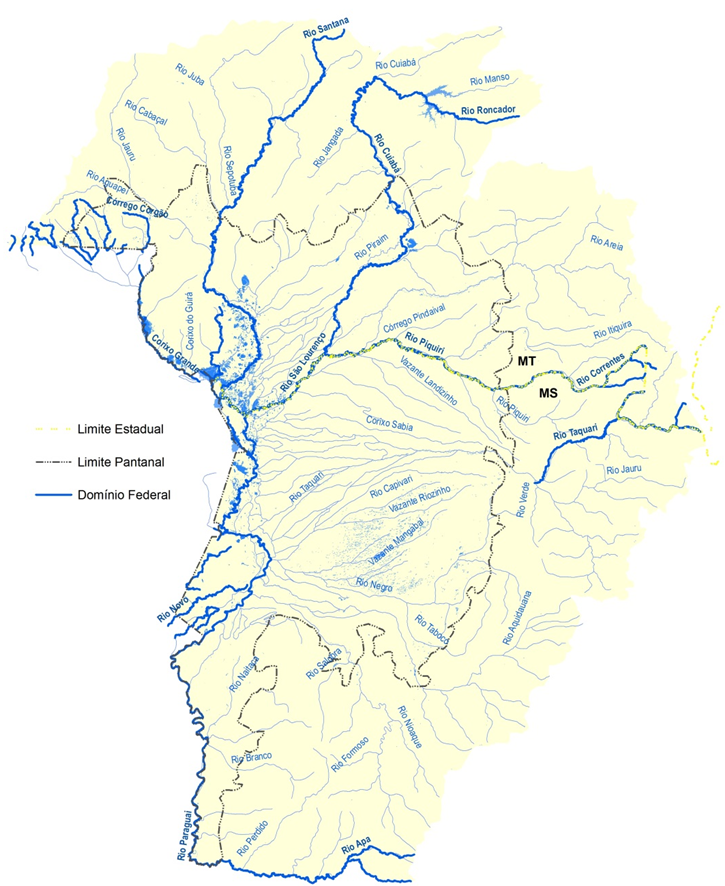 Rio Santana
Rio Cuiabá
Rio Juba
Rio Manso
Rio Cabaçal
Rio Roncador
Rio Jauru
Rio Jangada
Rio Cuiabá
Rio Sepotuba
Rio Aguapeí
Córrego Corgão
Rio Piraim
Rio Areia
Corixo do Guirá
Córrego Pindaival
Rio Itiquira
Corixo Grande
Rio São Lourenço
Rio Piquiri
MT
Vazante Landizinho
Rio Correntes
MS
Rio Piquiri
Corixo Sabia
Limite Estadual
Rio Taquari
Limite Pantanal
Rio Jauru
Rio Taquari
Rio Capivari
Domínio Federal
Vazante Riozinho
Rio Verde
Vazante Mangabal
Rio Negro
Rio Novo
Rio Aquidauana
Rio Taboco
Rio Salobra
Rio Naitaca
Rio Nioaque
Rio Branco
Rio Formoso
Rio Paraguai
Rio Perdido
Rio Apa